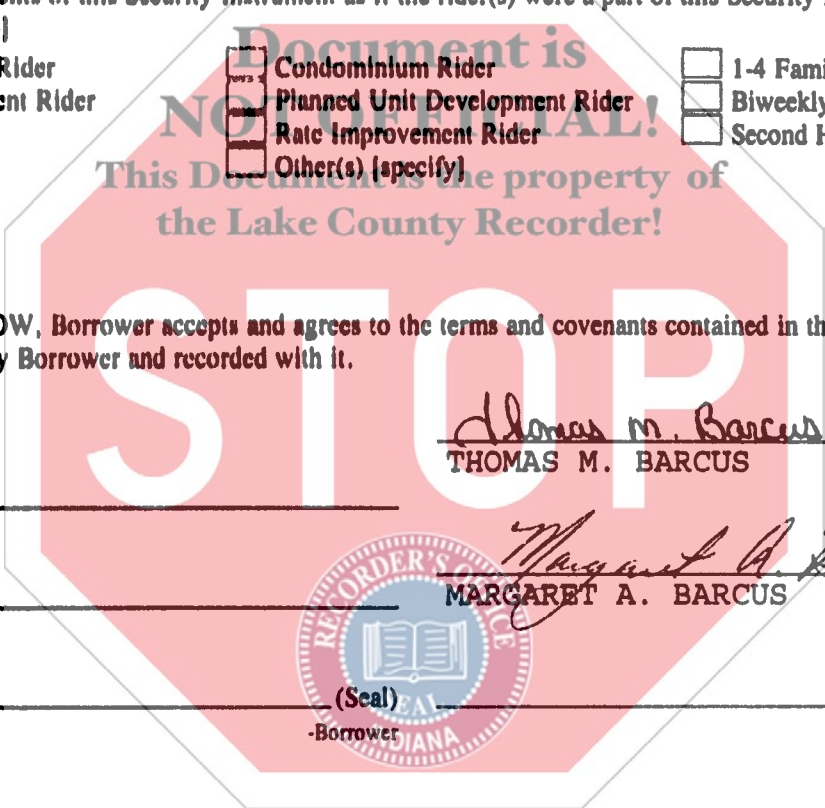 ]
Rider
ent Rider
Condominium Rider
Planned Unit Development Rider
Rate Improvement Rider
Other(s) [specify]
1-4 Fami
Biweekly
Second H
Document is
NOT OFFICIAL!
This Document is the property of
the Lake County Recorder!
STOP
OW, Borrower accepts and agrees to the terms and covenants contained in th
y Borrower and recorded with it.
Thomas M. Barcus
THOMAS M. BARCUS
Margaret A.
MARGARET A. BARCUS
RECORDER'S OFFICE
SEAL
INDIANA
(Seal)
-Borrower